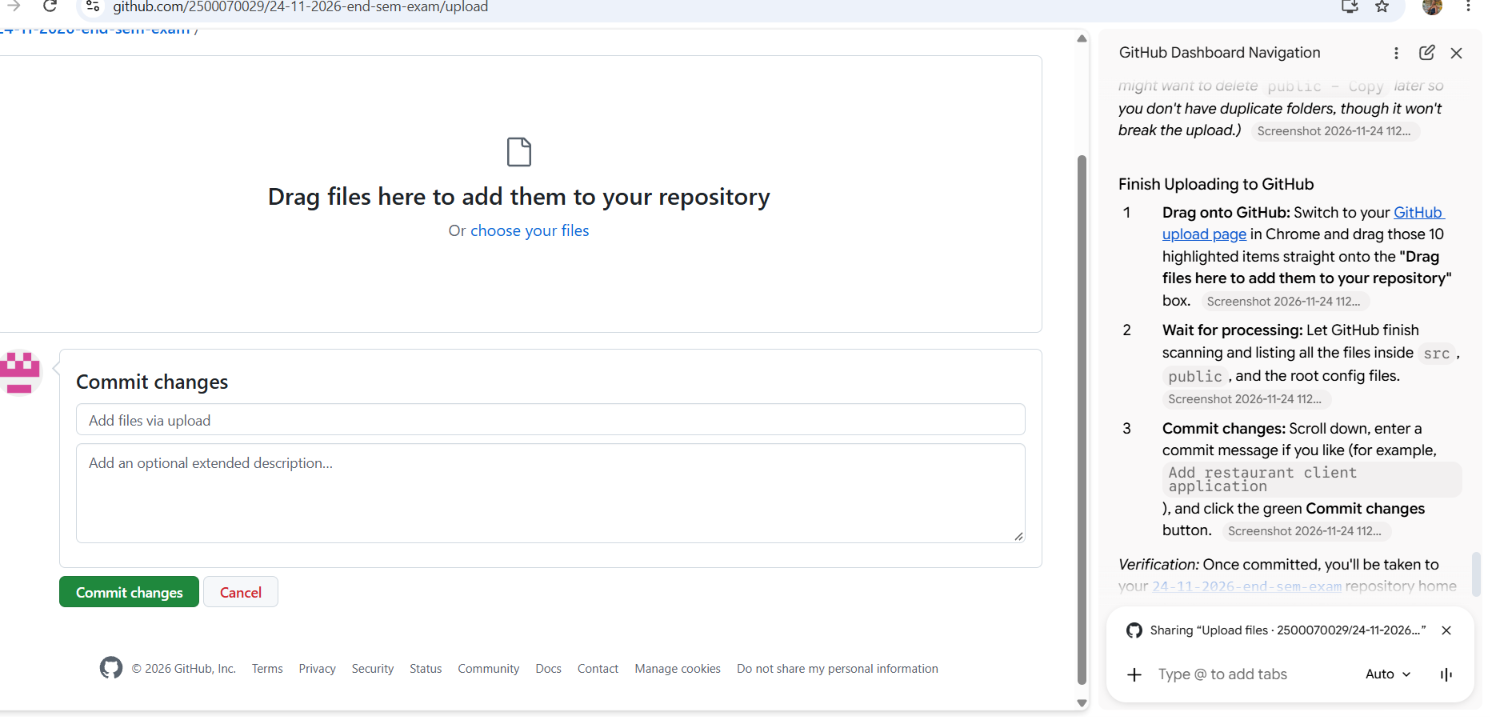 github.com/2500070029/24-11-2026-end-sem-exam/upload
24-11-2026-end-sem-exam /
Drag files here to add them to your repository
Or choose your files
Commit changes
Add files via upload
Add an optional extended description...
Commit changes
Cancel
© 2026 GitHub, Inc.
Terms
Privacy
Security
Status
Community
Docs
Contact
Manage cookies
Do not share my personal information
GitHub Dashboard Navigation
might want to delete public - Copy later so
you don't have duplicate folders, though it won't
break the upload.) Screenshot 2026-11-24 112...
Finish Uploading to GitHub
1 Drag onto GitHub: Switch to your GitHub
upload page in Chrome and drag those 10
highlighted items straight onto the "Drag
files here to add them to your repository"
box. Screenshot 2026-11-24 112...
2 Wait for processing: Let GitHub finish
scanning and listing all the files inside src ,
public , and the root config files.
Screenshot 2026-11-24 112...
3 Commit changes: Scroll down, enter a
commit message if you like (for example,
Add restaurant client
application
), and click the green Commit changes
button. Screenshot 2026-11-24 112...
Verification: Once committed, you'll be taken to
your 24-11-2026-end-sem-exam repository home
Sharing “Upload files · 2500070029/24-11-2026...”
Type @ to add tabs
Auto